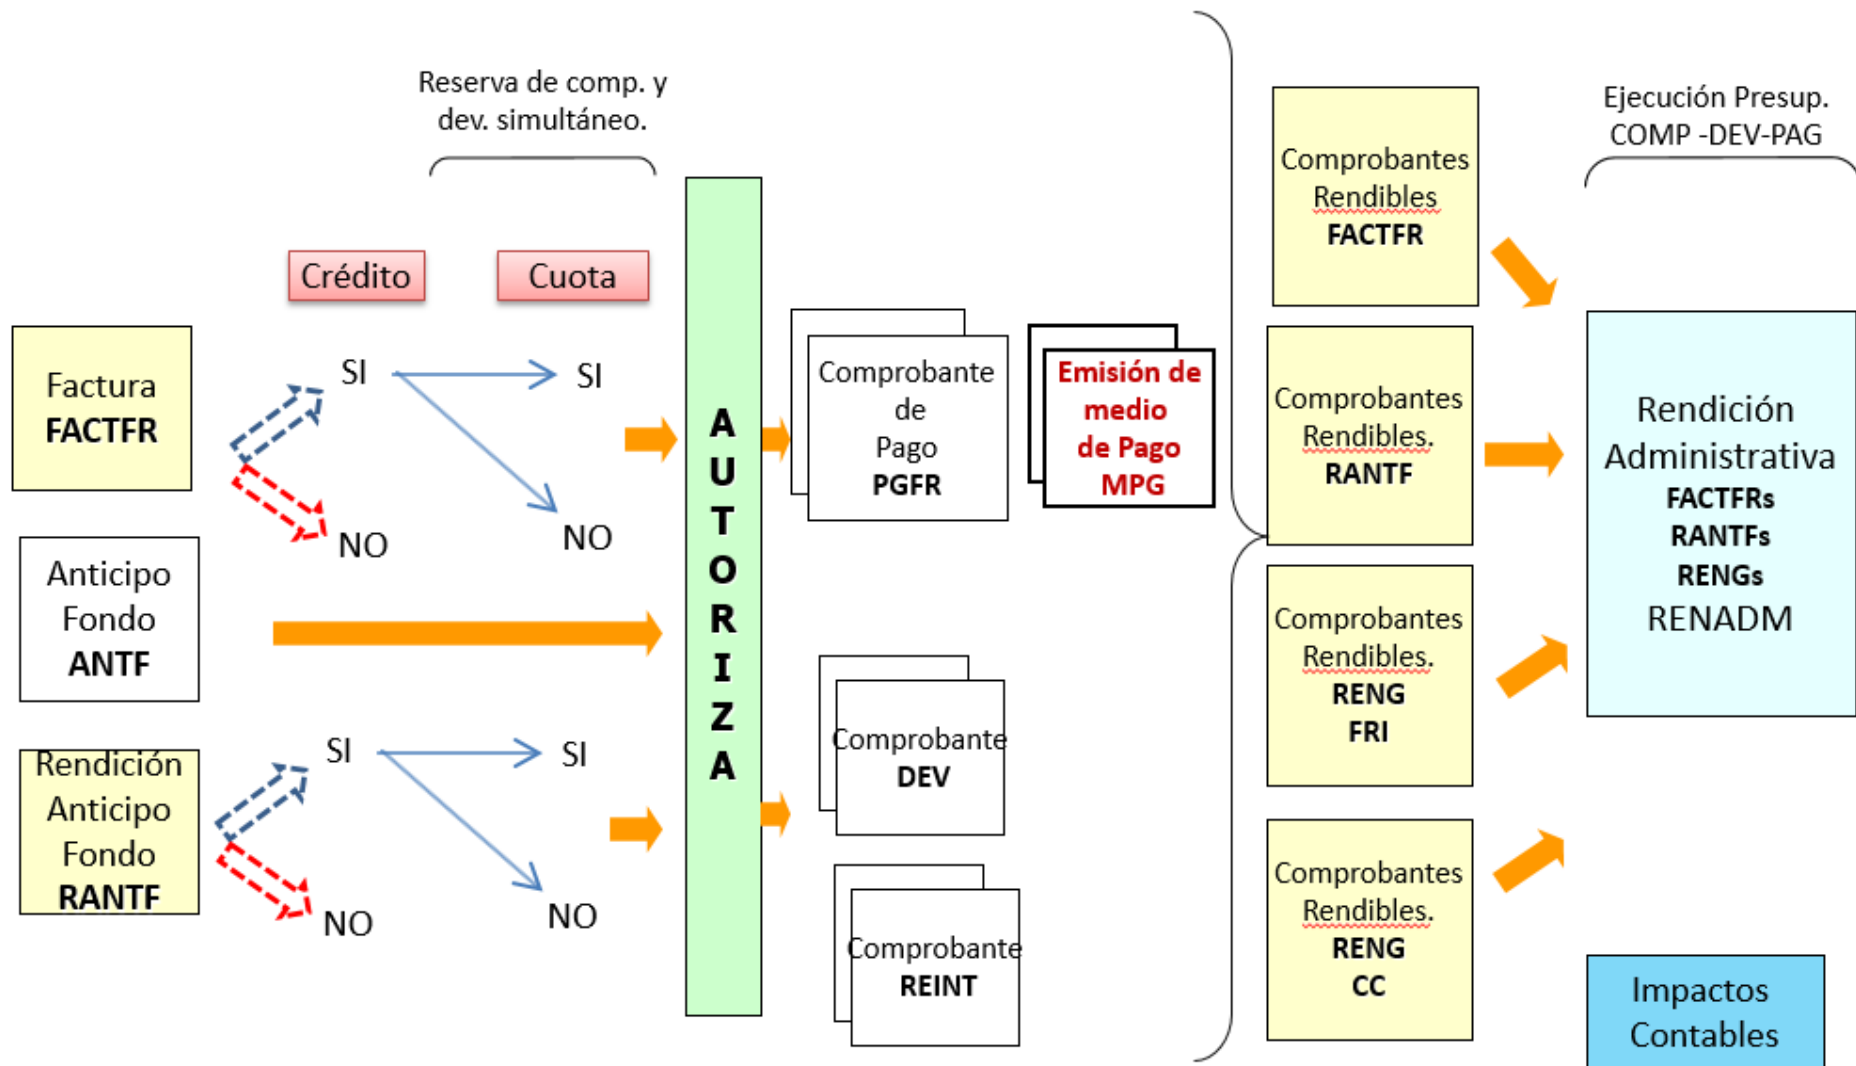 Reserva de comp. y
dev. simultáneo.
Crédito
Cuota
Factura
FACTFR
SI
SI
NO
NO
Anticipo
Fondo
ANTF
Rendición
Anticipo
Fondo
RANTF
SI
SI
NO
NO
A
U
T
O
R
I
Z
A
Comprobante
de
Pago
PGFR
Emisión de
medio
de Pago
MPG
Comprobante
DEV
Comprobante
REINT
Comprobantes
Rendibles
FACTFR
Comprobantes
Rendibles.
RANTF
Comprobantes
Rendibles.
RENG
FRI
Comprobantes
Rendibles.
RENG
CC
Ejecución Presup.
COMP -DEV-PAG
Rendición
Administrativa
FACTFRs
RANTFs
RENGs
RENADM
Impactos
Contables